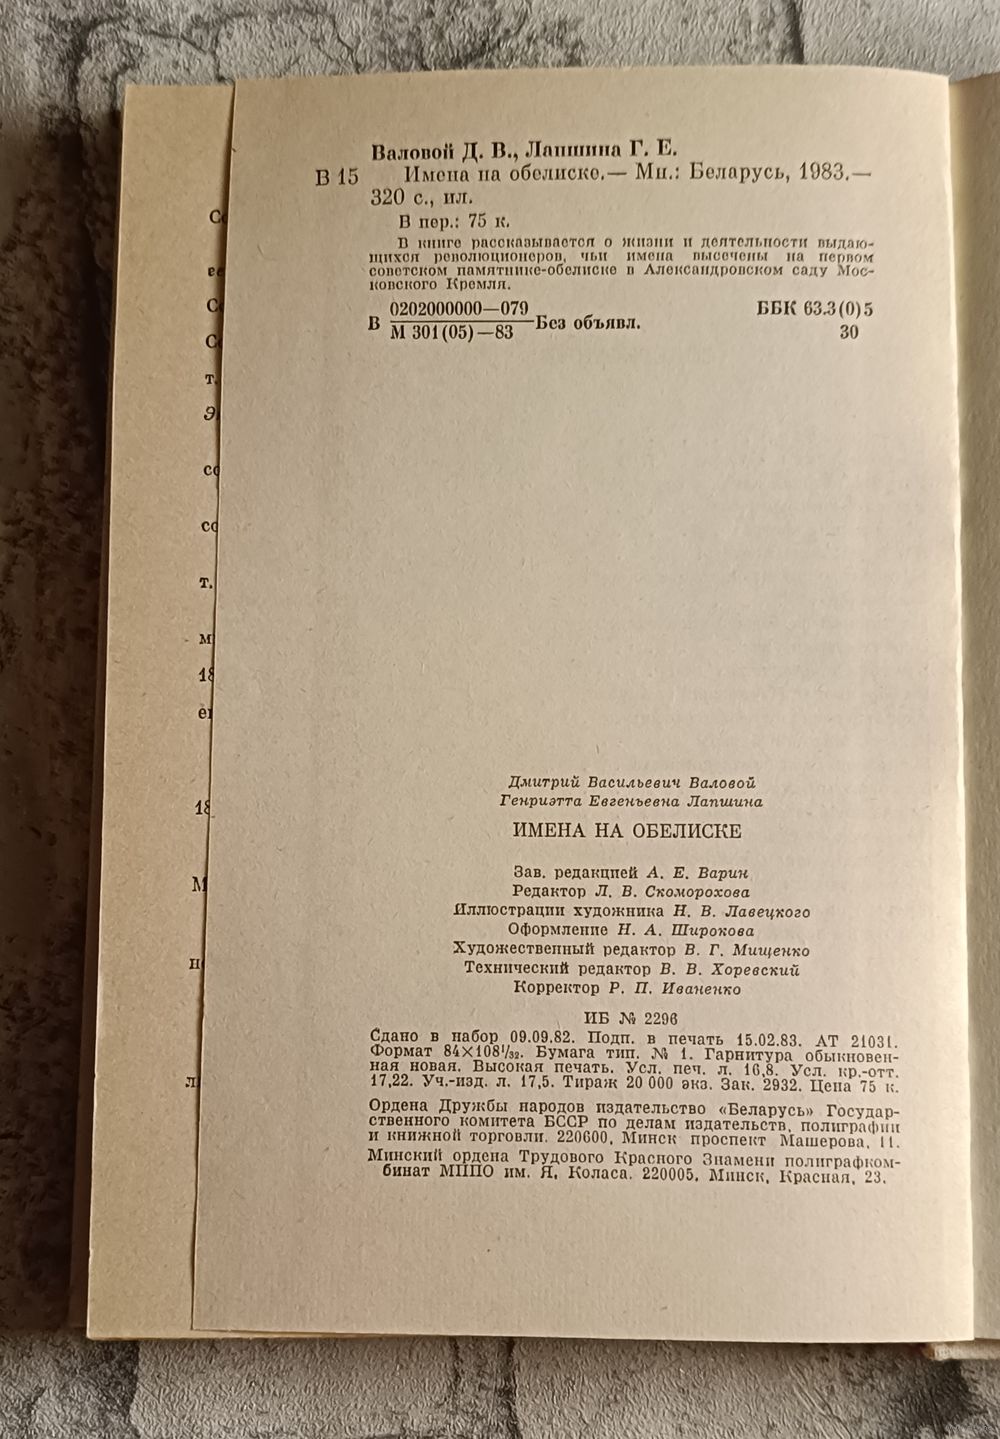 Валовой Д. В., Лапшина Г. Е.
В 15 Имена на обелиске.— Мн.: Беларусь, 1983.—
320 с., ил.
В пер.: 75 к.
В книге рассказывается о жизни и деятельности выдаю-
щихся революционеров, чьи имена высечены на первом
советском памятнике-обелиске в Александровском саду Мос-
ковского Кремля.
В 0202000000—079 Без объявл. ББК 63.3(0)5
М 301(05)—83 30
Дмитрий Васильевич Валовой
Генриэтта Евгеньевна Лапшина
ИМЕНА НА ОБЕЛИСКЕ
Зав. редакцией А. Е. Варин
Редактор Л. В. Скоморохова
Иллюстрации художника Н. В. Лавецкого
Оформление Н. А. Широкова
Художественный редактор В. Г. Мищенко
Технический редактор В. В. Хоревский
Корректор Р. П. Иваненко
ИБ № 2296
Сдано в набор 09.09.82. Подп. в печать 15.02.83. АТ 21031.
Формат 84×108¹/₃₂. Бумага тип. № 1. Гарнитура обыкновен-
ная новая. Высокая печать. Усл. печ. л. 16,8. Усл. кр.-отт.
17,22. Уч.-изд. л. 17,5. Тираж 20 000 экз. Зак. 2932. Цена 75 к.
Ордена Дружбы народов издательство «Беларусь» Государ-
ственного комитета БССР по делам издательств, полиграфии
и книжной торговли. 220600, Минск проспект Машерова, 11.
Минский ордена Трудового Красного Знамени полиграфком-
бинат МППО им. Я. Коласа. 220005, Минск, Красная, 23.